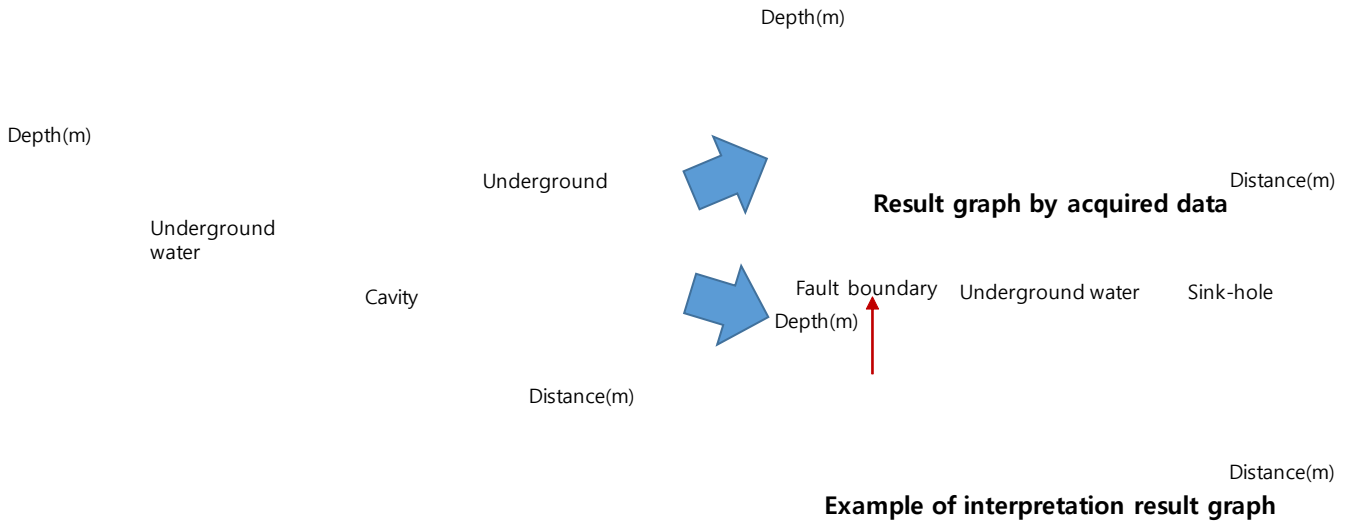 Depth(m)
Underground
water
Cavity
Underground
Distance(m)
Depth(m)
Distance(m)
Result graph by acquired data
Fault boundary
Underground water
Sink-hole
Depth(m)
Distance(m)
Example of interpretation result graph